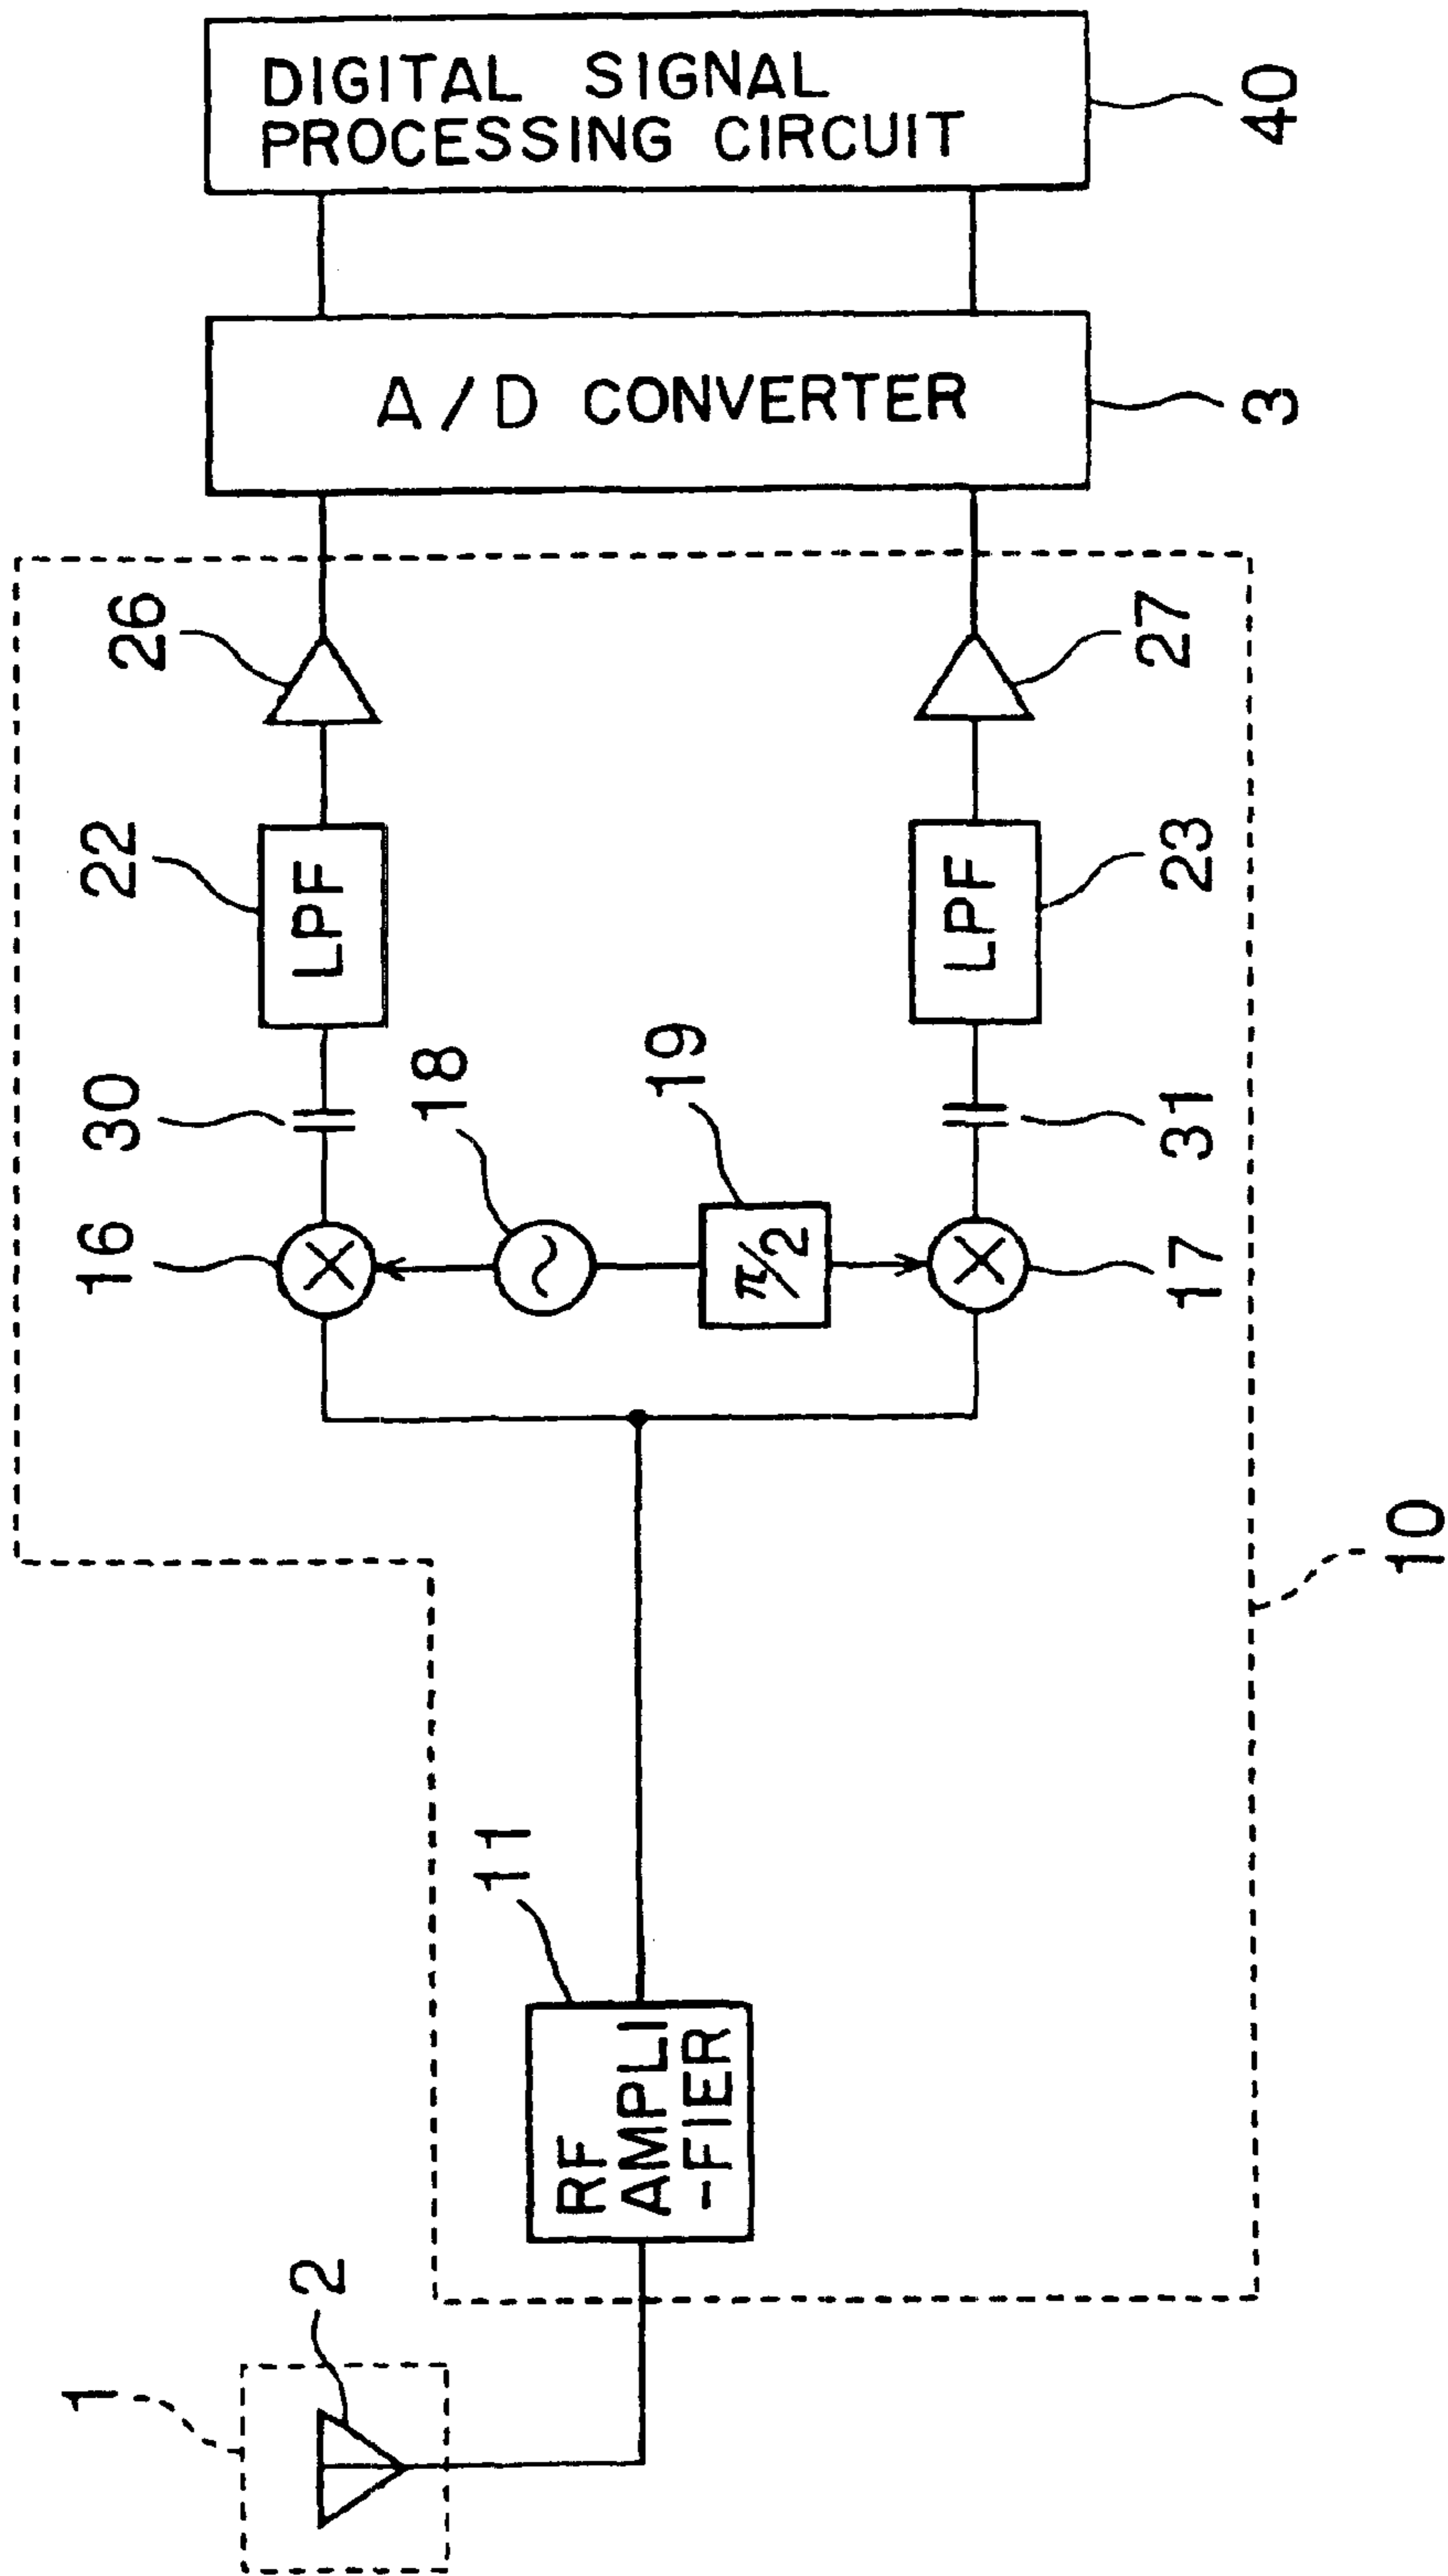 1
2
RF
AMPLI
-FIER
11
10
16
17
18
19
π/2
30
31
22
LPF
23
LPF
26
27
A/D CONVERTER
3
DIGITAL SIGNAL
PROCESSING CIRCUIT
40